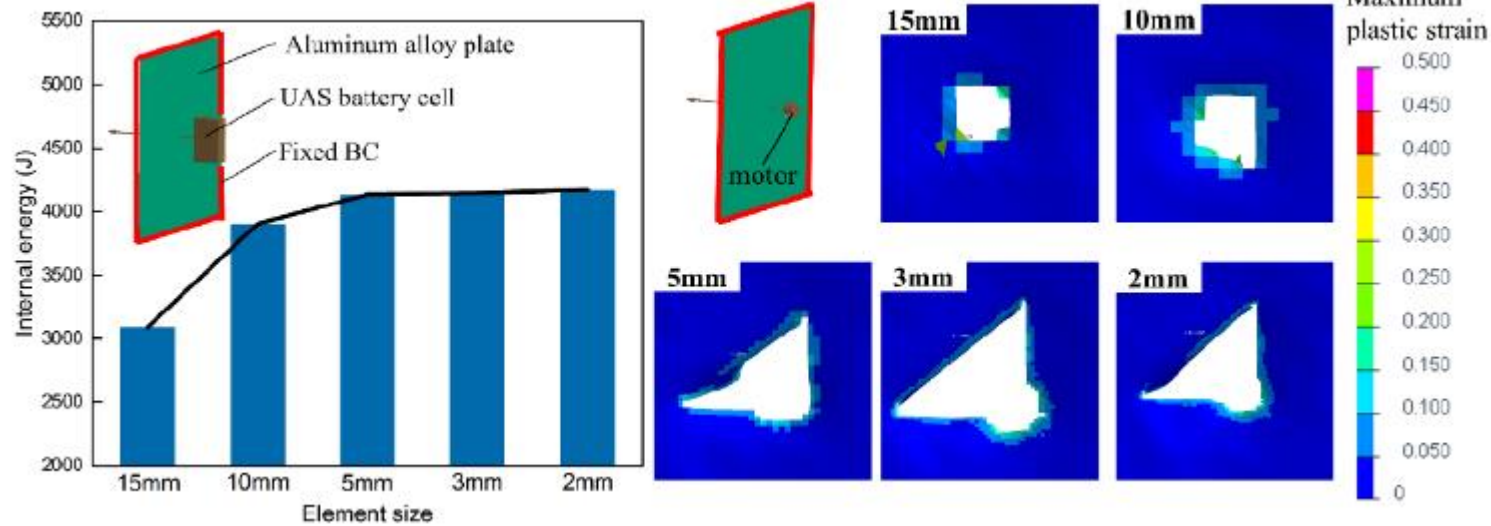 5500
5000
4500
4000
3500
3000
2500
2000
Internal energy (J)
Aluminum alloy plate
UAS battery cell
Fixed BC
15mm
10mm
5mm
3mm
2mm
Element size
motor
15mm
10mm
5mm
3mm
2mm
Maximum
plastic strain
0.500
0.450
0.400
0.350
0.300
0.250
0.200
0.150
0.100
0.050
0